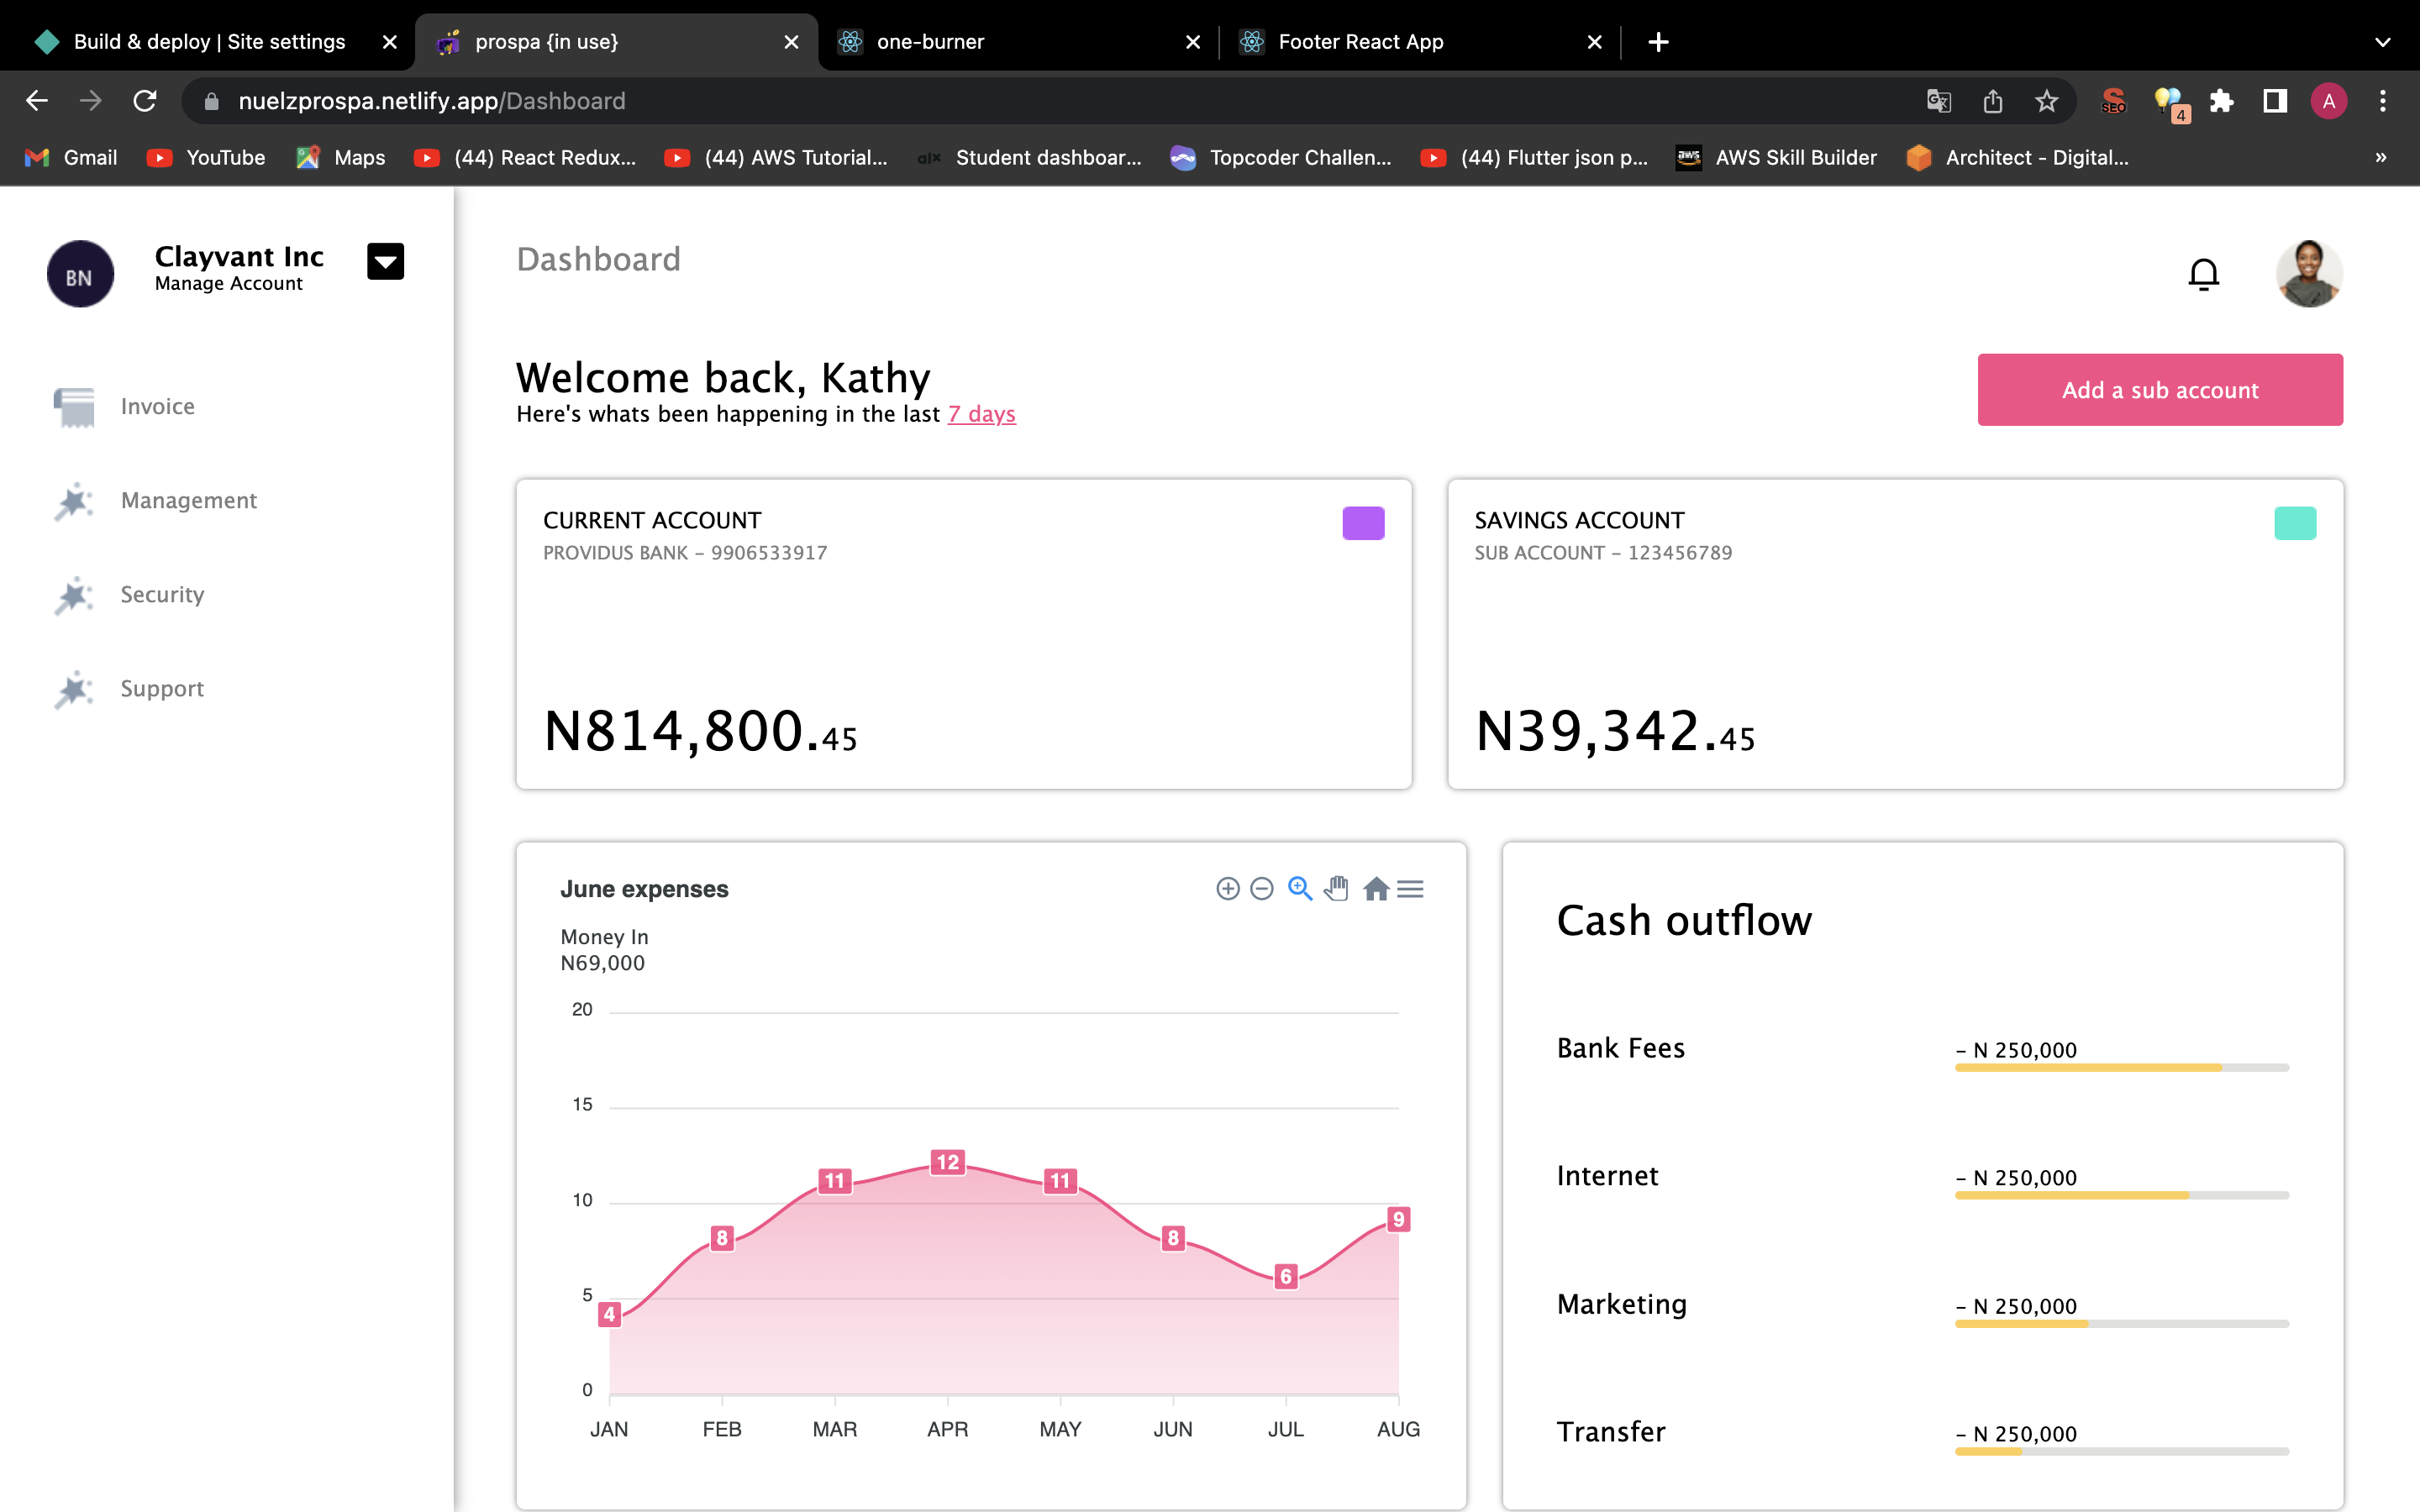 Build & deploy | Site settings
prospa {in use}
one-burner
Footer React App
nuelzprospa.netlify.app/Dashboard
SEO
4
A
Gmail
YouTube
Maps
(44) React Redux...
(44) AWS Tutorial...
alx
Student dashboar...
Topcoder Challen...
(44) Flutter json p...
aws
AWS Skill Builder
Architect - Digital...
»
BN
Clayvant Inc
Manage Account
Invoice
Management
Security
Support
Dashboard
Welcome back, Kathy
Here's whats been happening in the last 7 days
Add a sub account
CURRENT ACCOUNT
PROVIDUS BANK – 9906533917
N814,800.45
SAVINGS ACCOUNT
SUB ACCOUNT – 123456789
N39,342.45
June expenses
Money In
N69,000
20
15
10
5
0
4
8
11
12
11
8
6
9
JAN
FEB
MAR
APR
MAY
JUN
JUL
AUG
Cash outflow
Bank Fees
– N 250,000
Internet
– N 250,000
Marketing
– N 250,000
Transfer
– N 250,000